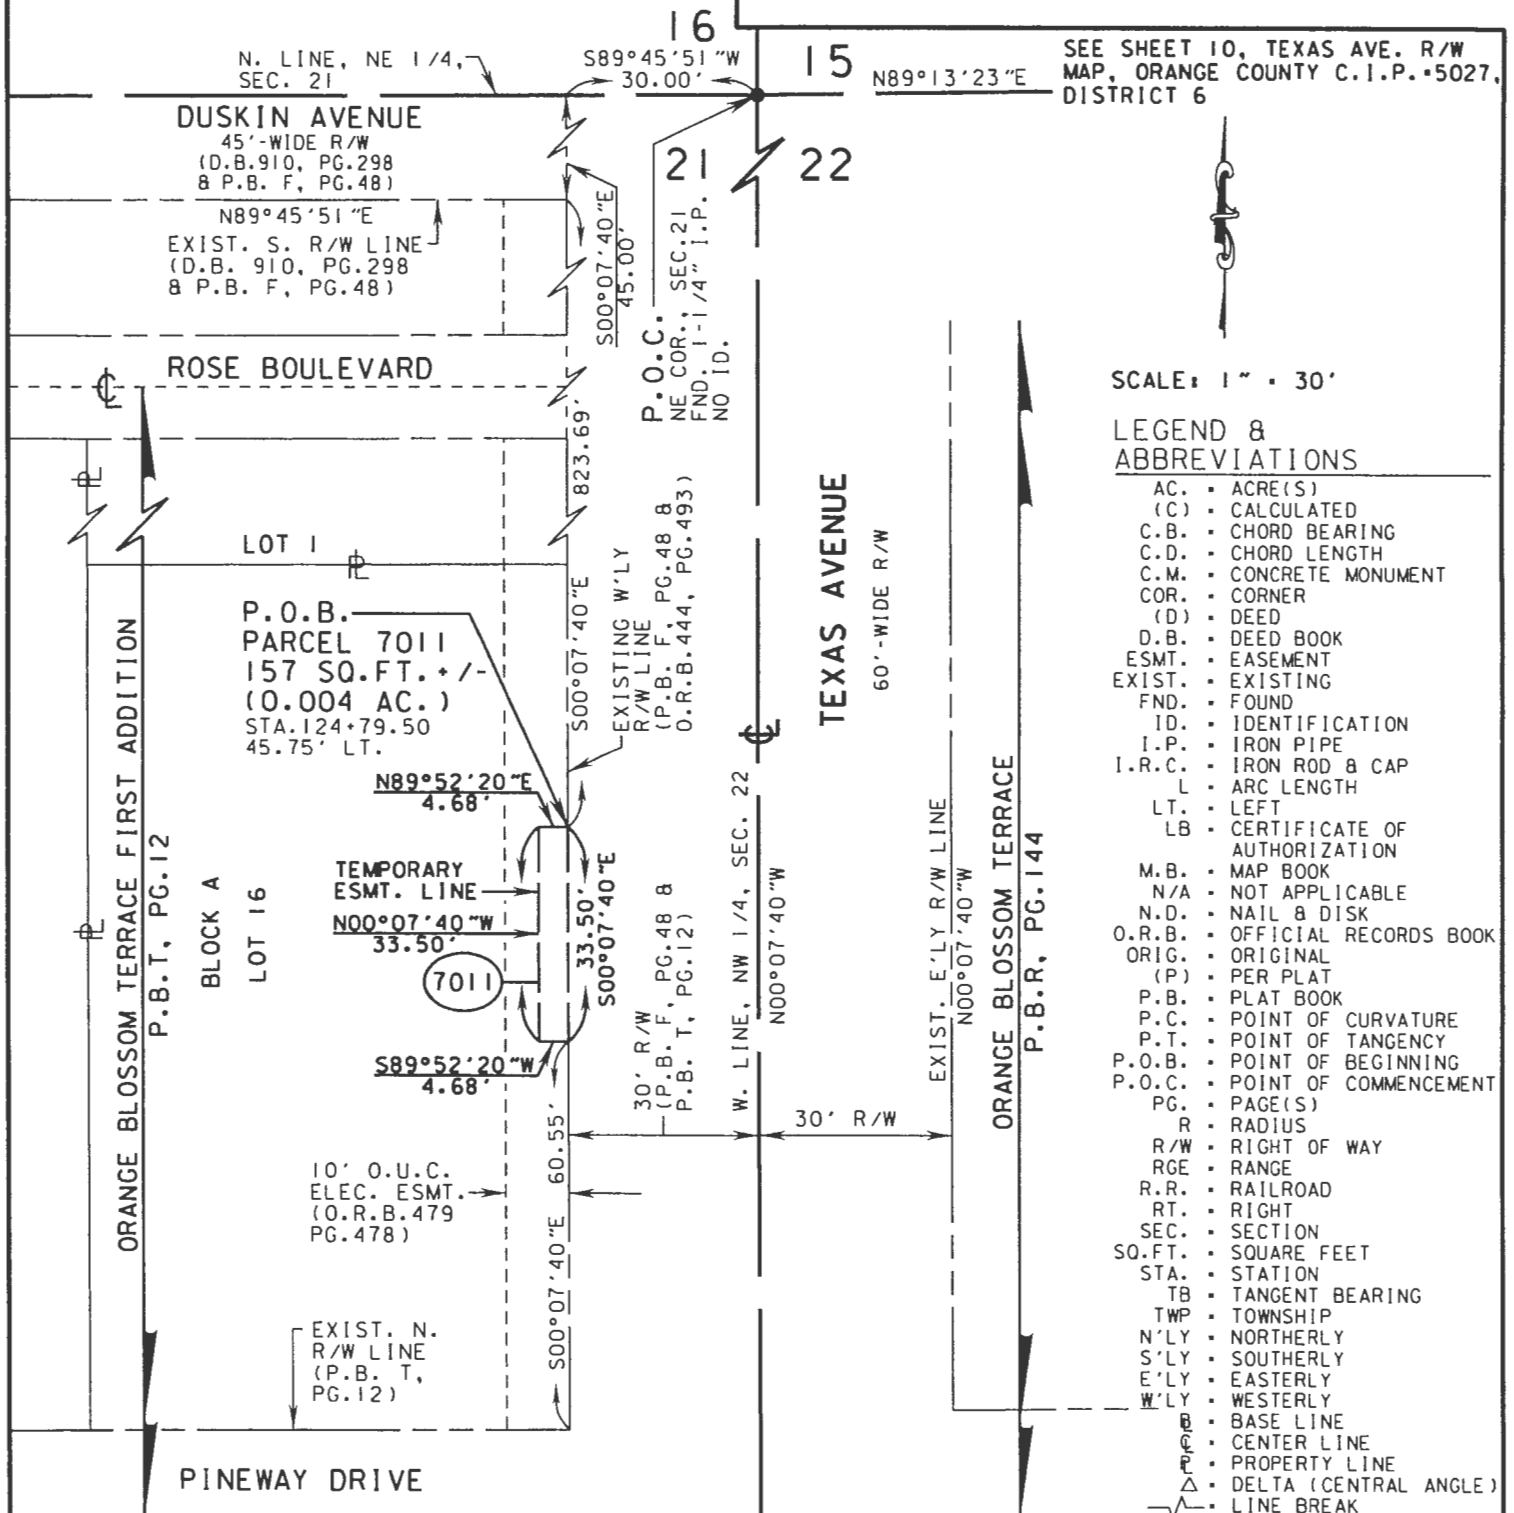 16
15
21
22
N. LINE, NE 1/4,
SEC. 21
S89°45'51"W
30.00'
N89°13'23"E
SEE SHEET 10, TEXAS AVE. R/W
MAP, ORANGE COUNTY C.I.P.#5027,
DISTRICT 6
DUSKIN AVENUE
45'-WIDE R/W
(D.B.910, PG.298
& P.B. F, PG.48)
N89°45'51"E
EXIST. S. R/W LINE
(D.B. 910, PG.298
& P.B. F, PG.48)
S00°07'40"E
45.00'
P.O.C.
NE COR., SEC.21
FND. 1-1/4" I.P.
NO ID.
ROSE BOULEVARD
823.69'
SCALE: 1" = 30'
LOT 1
P.O.B.
PARCEL 7011
157 SQ.FT.+/-
(0.004 AC.)
STA.124+79.50
45.75' LT.
S00°07'40"E
EXISTING W'LY
R/W LINE
(P.B. F, PG.48 &
O.R.B.444, PG.493)
TEXAS AVENUE
60'-WIDE R/W
N89°52'20"E
4.68'
TEMPORARY
ESMT. LINE
N00°07'40"W
33.50'
7011
33.50'
S00°07'40"E
S89°52'20"W
4.68'
ORANGE BLOSSOM TERRACE FIRST ADDITION
P.B.T, PG.12
BLOCK A
LOT 16
30' R/W
(P.B. F, PG.48 &
P.B. T, PG.12)
W. LINE, NW 1/4, SEC. 22
N00°07'40"W
30' R/W
EXIST. E'LY R/W LINE
N00°07'40"W
ORANGE BLOSSOM TERRACE
P.B.R, PG.144
10' O.U.C.
ELEC. ESMT.
(O.R.B.479
PG.478)
S00°07'40"E 60.55'
EXIST. N.
R/W LINE
(P.B. T,
PG.12)
PINEWAY DRIVE
LEGEND &
ABBREVIATIONS
AC. = ACRE(S)
(C) = CALCULATED
C.B. = CHORD BEARING
C.D. = CHORD LENGTH
C.M. = CONCRETE MONUMENT
COR. = CORNER
(D) = DEED
D.B. = DEED BOOK
ESMT. = EASEMENT
EXIST. = EXISTING
FND. = FOUND
ID. = IDENTIFICATION
I.P. = IRON PIPE
I.R.C. = IRON ROD & CAP
L = ARC LENGTH
LT. = LEFT
LB = CERTIFICATE OF
AUTHORIZATION
M.B. = MAP BOOK
N/A = NOT APPLICABLE
N.D. = NAIL & DISK
O.R.B. = OFFICIAL RECORDS BOOK
ORIG. = ORIGINAL
(P) = PER PLAT
P.B. = PLAT BOOK
P.C. = POINT OF CURVATURE
P.T. = POINT OF TANGENCY
P.O.B. = POINT OF BEGINNING
P.O.C. = POINT OF COMMENCEMENT
PG. = PAGE(S)
R = RADIUS
R/W = RIGHT OF WAY
RGE = RANGE
R.R. = RAILROAD
RT. = RIGHT
SEC. = SECTION
SQ.FT. = SQUARE FEET
STA. = STATION
TB = TANGENT BEARING
TWP = TOWNSHIP
N'LY = NORTHERLY
S'LY = SOUTHERLY
E'LY = EASTERLY
W'LY = WESTERLY
= BASE LINE
℄ = CENTER LINE
= PROPERTY LINE
△ = DELTA (CENTRAL ANGLE)
= LINE BREAK